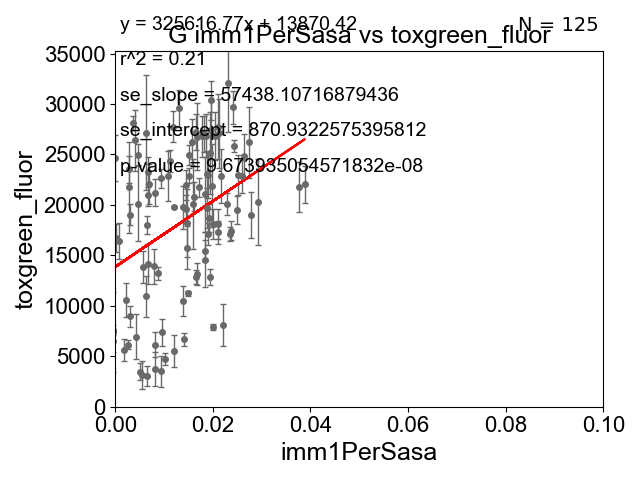 y = 325616.77x + 13870.42
N = 125
G imm1PerSasa vs toxgreen_fluor
r^2 = 0.21
se_slope = 57438.10716879436
se_intercept = 870.9322575395812
p-value = 9.673935054571832e-08
35000
30000
25000
20000
15000
10000
5000
0
toxgreen_fluor
0.00 0.02 0.04 0.06 0.08 0.10
imm1PerSasa